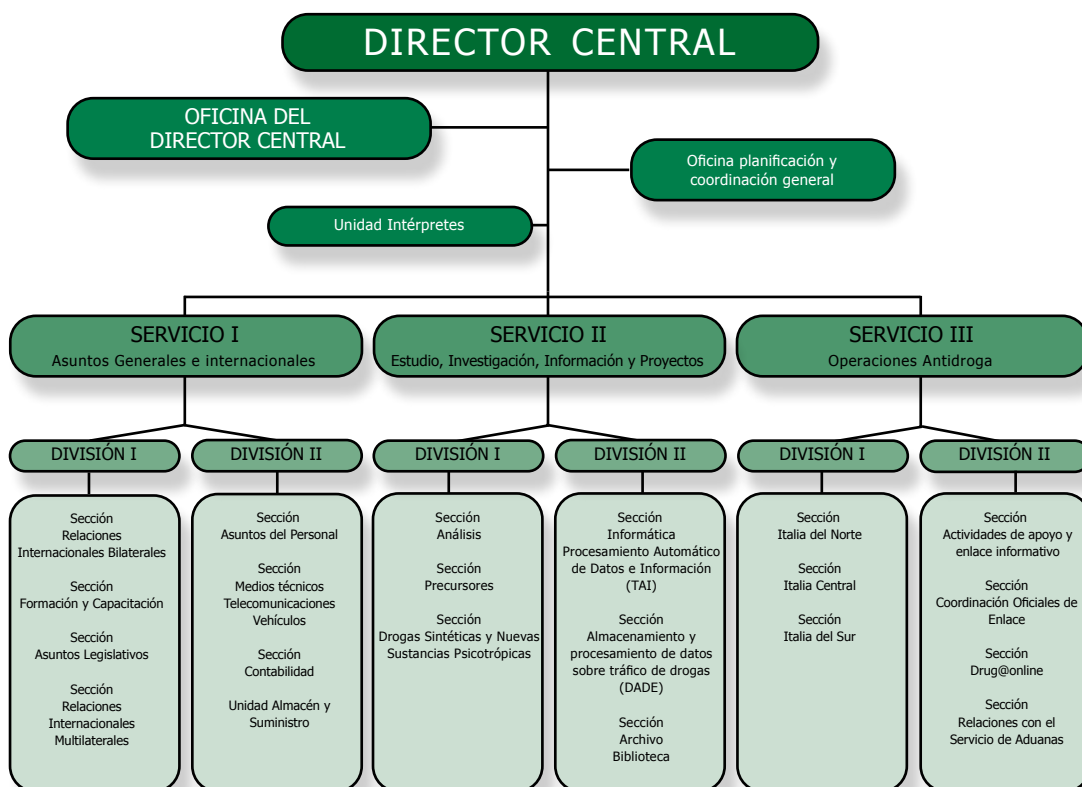 DIRECTOR CENTRAL
OFICINA DEL
DIRECTOR CENTRAL
Oficina planificación y
coordinación general
Unidad Intérpretes
SERVICIO I
Asuntos Generales e internacionales
SERVICIO II
Estudio, Investigación, Información y Proyectos
SERVICIO III
Operaciones Antidroga
DIVISIÓN I
Sección
Relaciones
Internacionales Bilaterales
Sección
Formación y Capacitación
Sección
Asuntos Legislativos
Sección
Relaciones
Internacionales
Multilaterales
DIVISIÓN II
Sección
Asuntos del Personal
Sección
Medios técnicos
Telecomunicaciones
Vehículos
Sección
Contabilidad
Unidad Almacén y
Suministro
DIVISIÓN I
Sección
Análisis
Sección
Precursores
Sección
Drogas Sintéticas y Nuevas
Sustancias Psicotrópicas
DIVISIÓN II
Sección
Informática
Procesamiento Automático
de Datos e Información
(TAI)
Sección
Almacenamiento y
procesamiento de datos
sobre tráfico de drogas
(DADE)
Sección
Archivo
Biblioteca
DIVISIÓN I
Sección
Italia del Norte
Sección
Italia Central
Sección
Italia del Sur
DIVISIÓN II
Sección
Actividades de apoyo y
enlace informativo
Sección
Coordinación Oficiales de
Enlace
Sección
Drug@online
Sección
Relaciones con el
Servicio de Aduanas